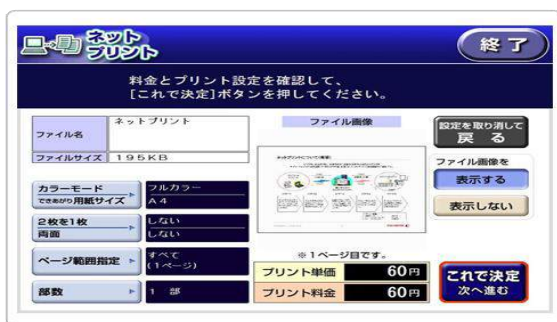 ネット
プリント
終了
料金とプリント設定を確認して、
[これで決定]ボタンを押してください。
ファイル名
ネットプリント
ファイルサイズ
195KB
カラーモード
できあがり用紙サイズ
フルカラー
A4
2枚を1枚
両面
しない
しない
ページ範囲指定
すべて
(1ページ)
部数
1 部
ファイル画像
※1ページ目です。
プリント単価
60円
プリント料金
60円
設定を取り消して
戻る
ファイル画像を
表示する
表示しない
これで決定
次へ進む